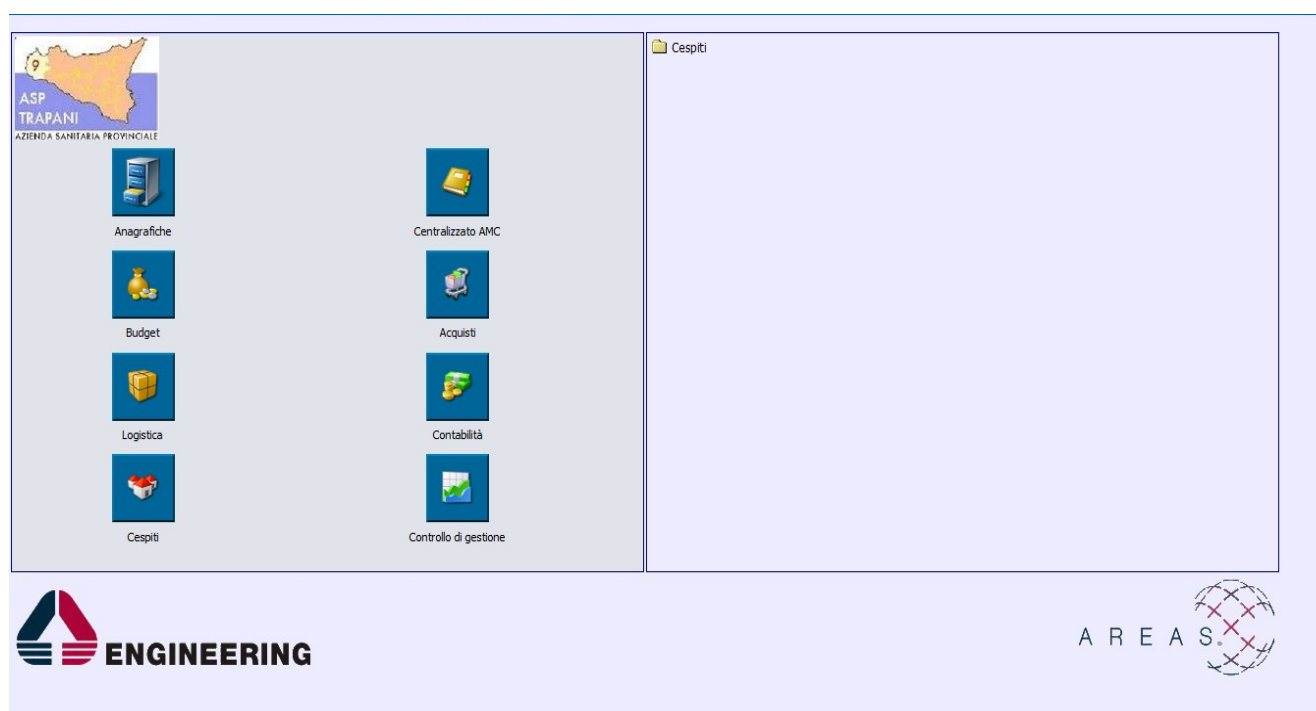 Cespiti
9
ASP
TRAPANI
AZIENDA SANITARIA PROVINCIALE
Anagrafiche
Centralizzato AMC
Budget
Acquisti
Logistica
Contabilità
Cespiti
Controllo di gestione
ENGINEERING
AREAS®